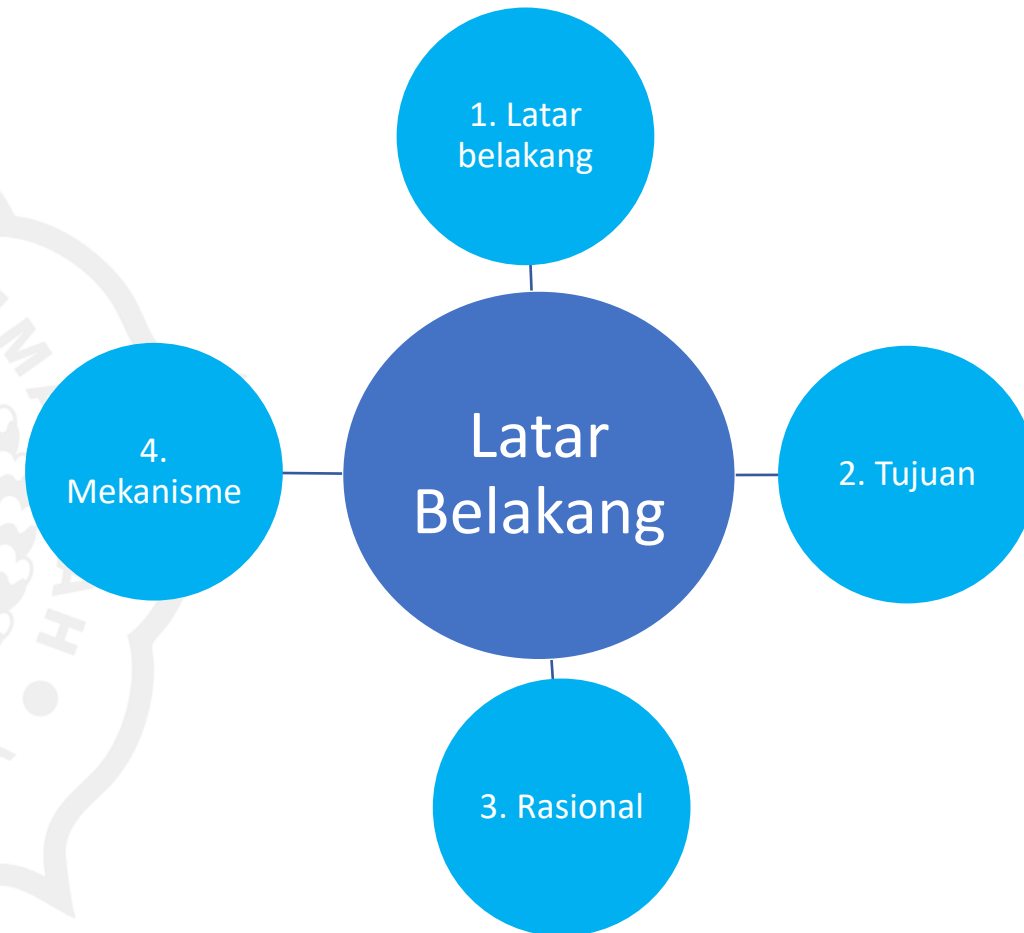 1. Latar
belakang
Latar
Belakang
2. Tujuan
3. Rasional
4.
Mekanisme